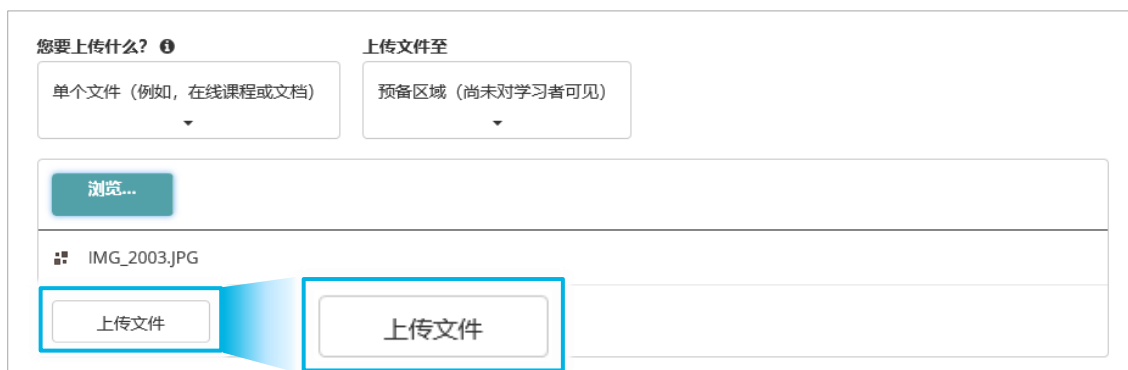 您要上传什么?
上传文件至
单个文件（例如，在线课程或文档）
预备区域（尚未对学习者可见）
浏览...
IMG_2003.JPG
上传文件
上传文件